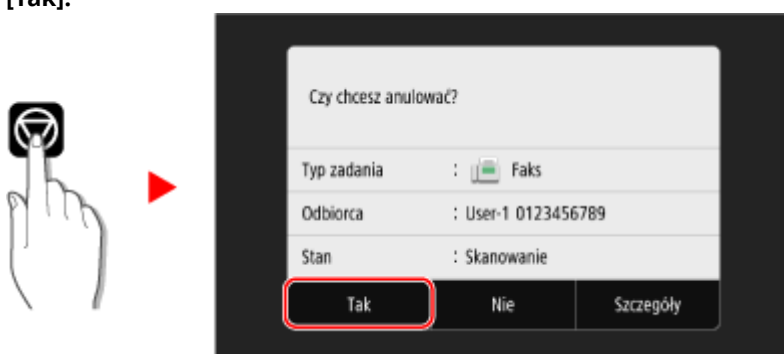 [Tak].
Czy chcesz anulować?
Typ zadania : Faks
Odbiorca : User-1 0123456789
Stan : Skanowanie
Tak Nie Szczegóły